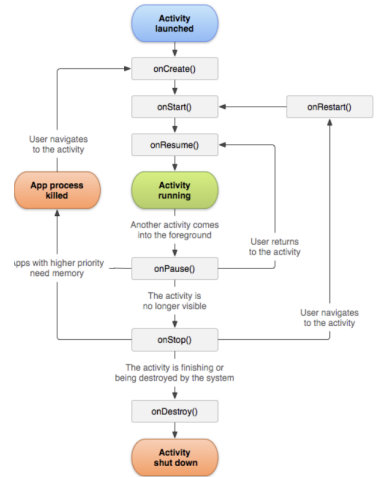 Activity
launched
onCreate()
onStart()
onRestart()
User navigates
to the activity
onResume()
App process
killed
Activity
running
Another activity comes
into the foreground
User returns
to the activity
pps with higher priority
need memory
onPause()
The activity is
no longer visible
User navigates
to the activity
onStop()
The activity is finishing or
being destroyed by the system
onDestroy()
Activity
shut down